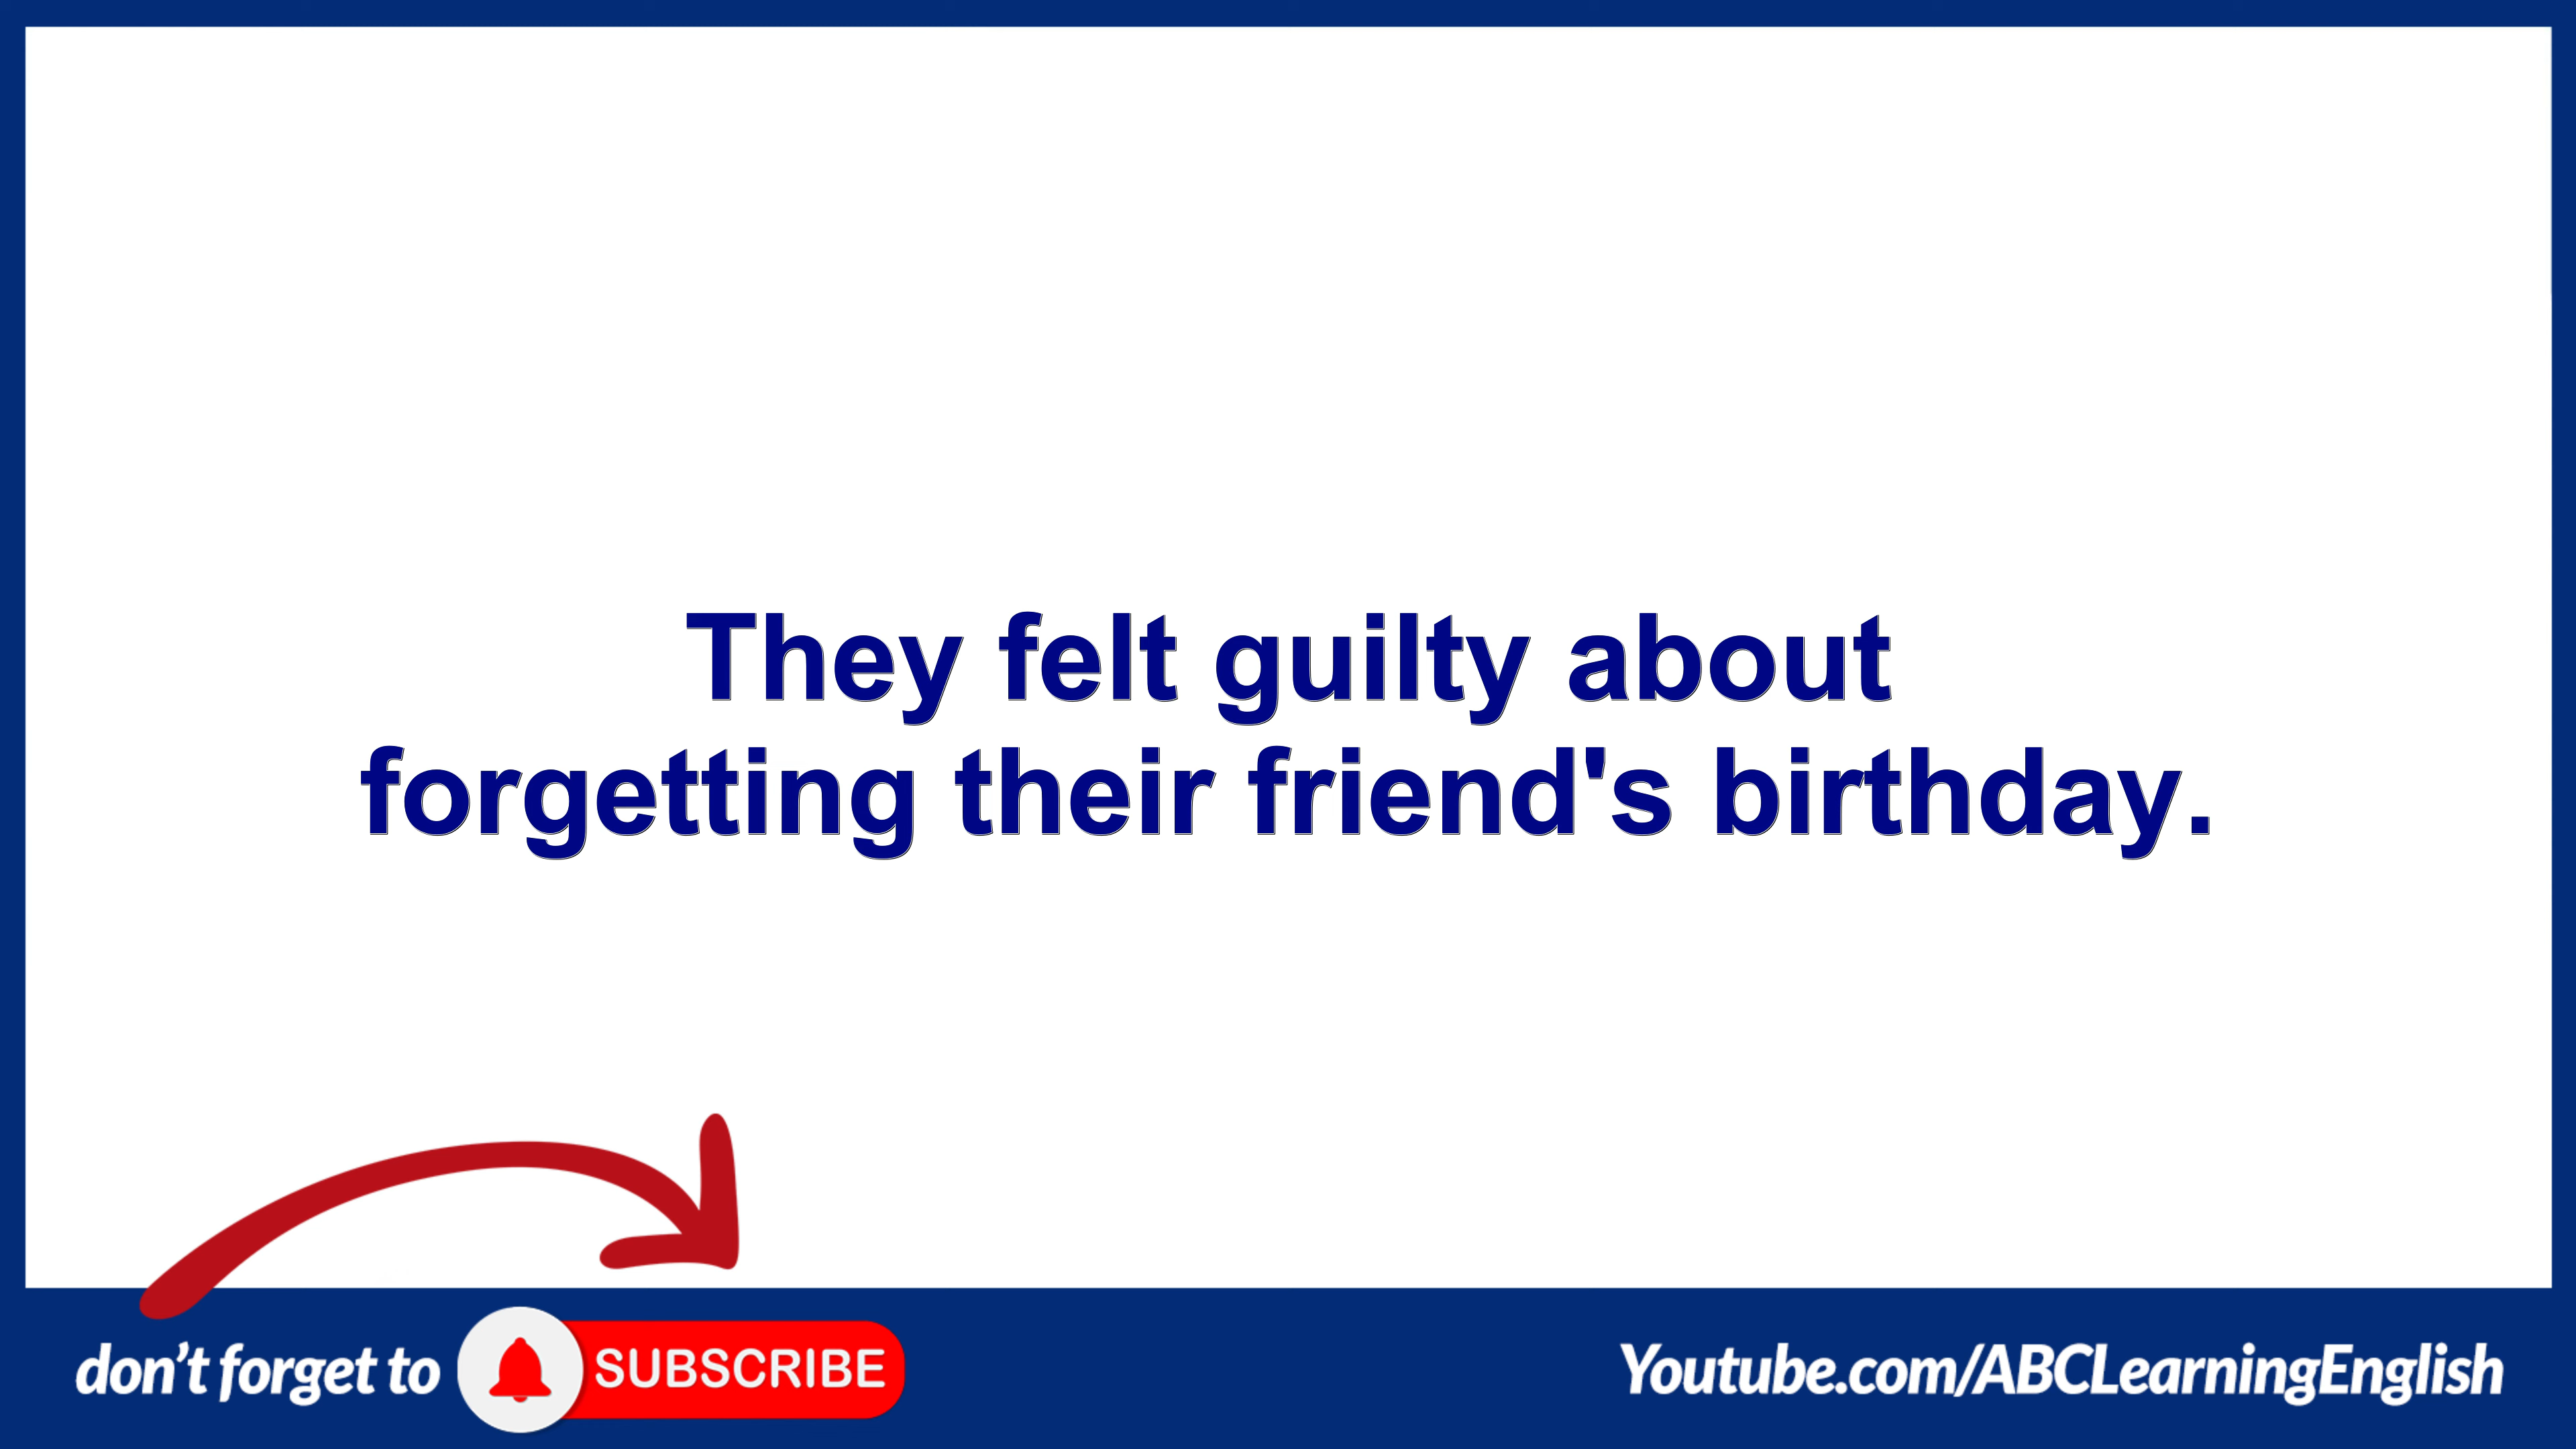 They felt guilty about
forgetting their friend's birthday.
don’t forget to SUBSCRIBE
Youtube.com/ABCLearningEnglish